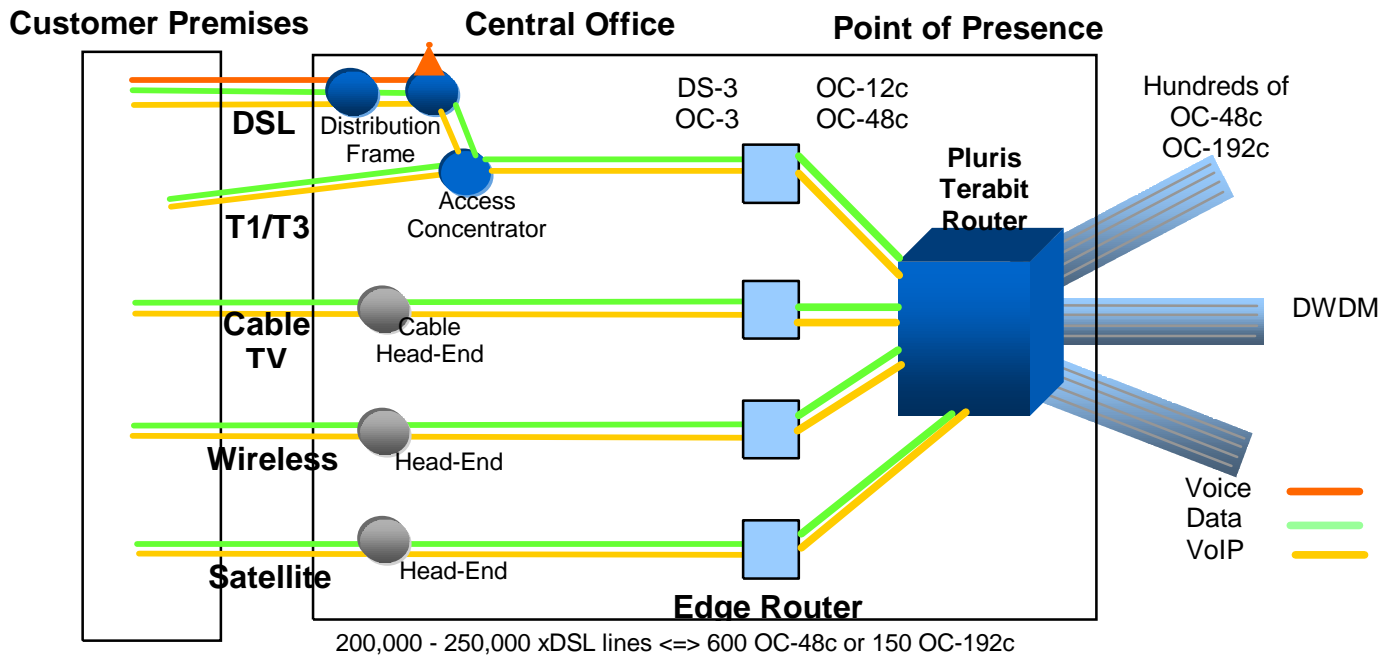 Customer Premises
Central Office
Point of Presence
DS-3
OC-3
OC-12c
OC-48c
Hundreds of
OC-48c
OC-192c
DSL
Distribution
Frame
Pluris
Terabit
Router
T1/T3
Access
Concentrator
Cable
TV
Cable
Head-End
DWDM
Wireless
Head-End
Voice
Data
VoIP
Satellite
Head-End
Edge Router
200,000 - 250,000 xDSL lines <=> 600 OC-48c or 150 OC-192c